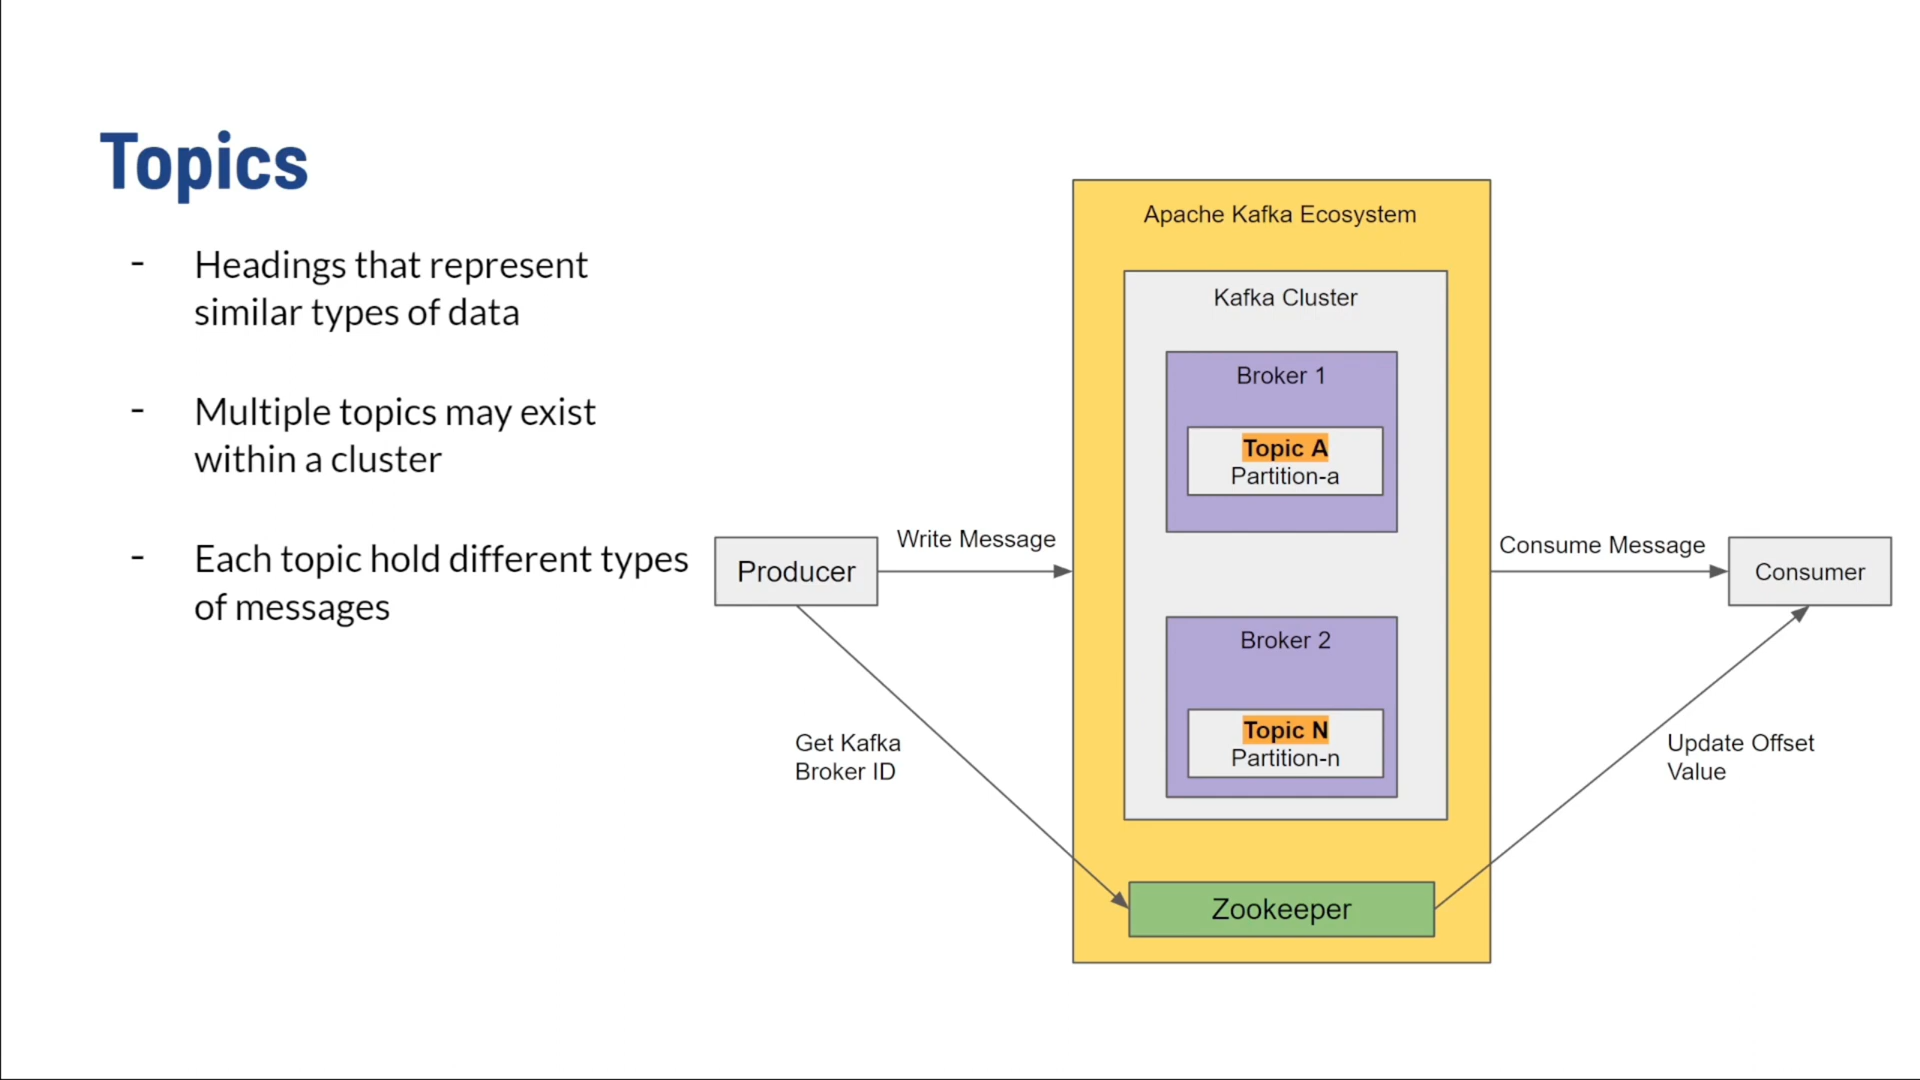 Topics
- Headings that represent
similar types of data
- Multiple topics may exist
within a cluster
- Each topic hold different types
of messages
Apache Kafka Ecosystem
Kafka Cluster
Broker 1
Topic A
Partition-a
Write Message
Producer
Consume Message
Consumer
Broker 2
Topic N
Partition-n
Get Kafka
Broker ID
Update Offset
Value
Zookeeper